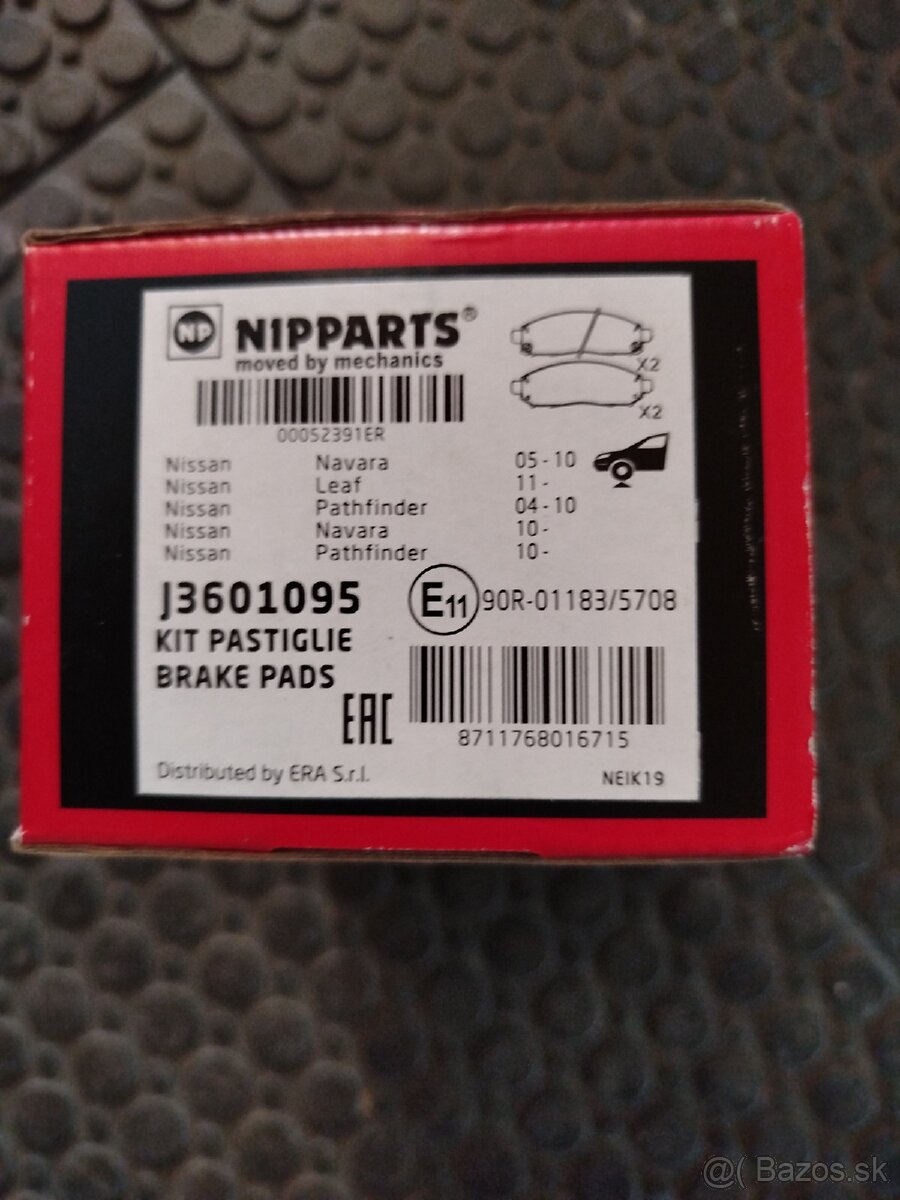 NP NIPPARTS®
moved by mechanics
X2
X2
00052391ER
Nissan Navara 05-10
Nissan Leaf 11-
Nissan Pathfinder 04-10
Nissan Navara 10-
Nissan Pathfinder 10-
J3601095 E11 90R-01183/5708
KIT PASTIGLIE
BRAKE PADS
EAC
8711768016715
Distributed by ERA S.r.l. NEIK19
@( Bazos.sk